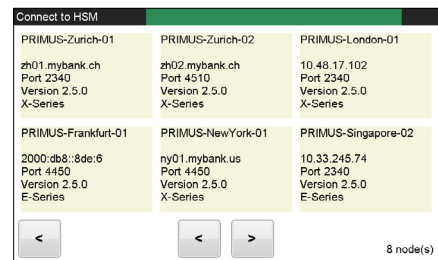 Connect to HSM
PRIMUS-Zurich-01
zh01.mybank.ch
Port 2340
Version 2.5.0
X-Series
PRIMUS-Zurich-02
zh02.mybank.ch
Port 4510
Version 2.5.0
X-Series
PRIMUS-London-01
10.48.17.102
Port 2340
Version 2.5.0
X-Series
PRIMUS-Frankfurt-01
2000:db8::8de:6
Port 4450
Version 2.5.0
E-Series
PRIMUS-NewYork-01
ny01.mybank.us
Port 4450
Version 2.5.0
X-Series
PRIMUS-Singapore-02
10.33.245.74
Port 2340
Version 2.5.0
E-Series
<
< >
8 node(s)